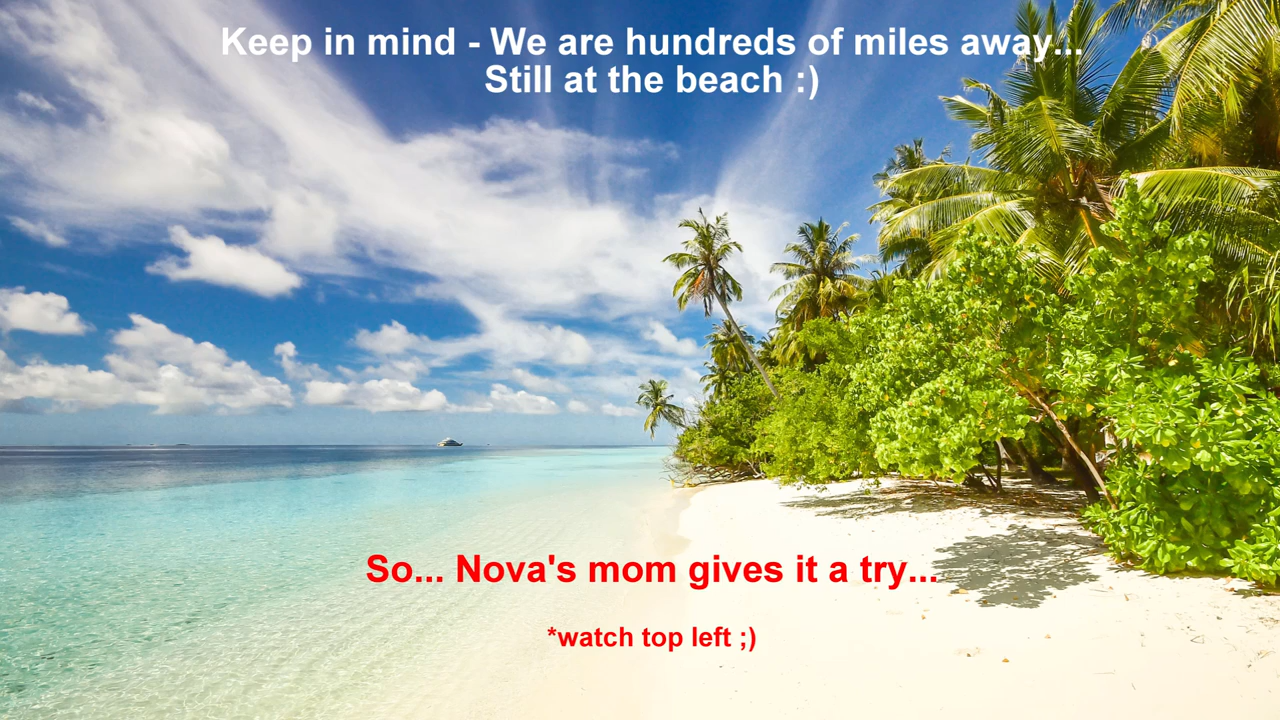 Keep in mind - We are hundreds of miles away...
Still at the beach :)
So... Nova's mom gives it a try...
*watch top left ;)